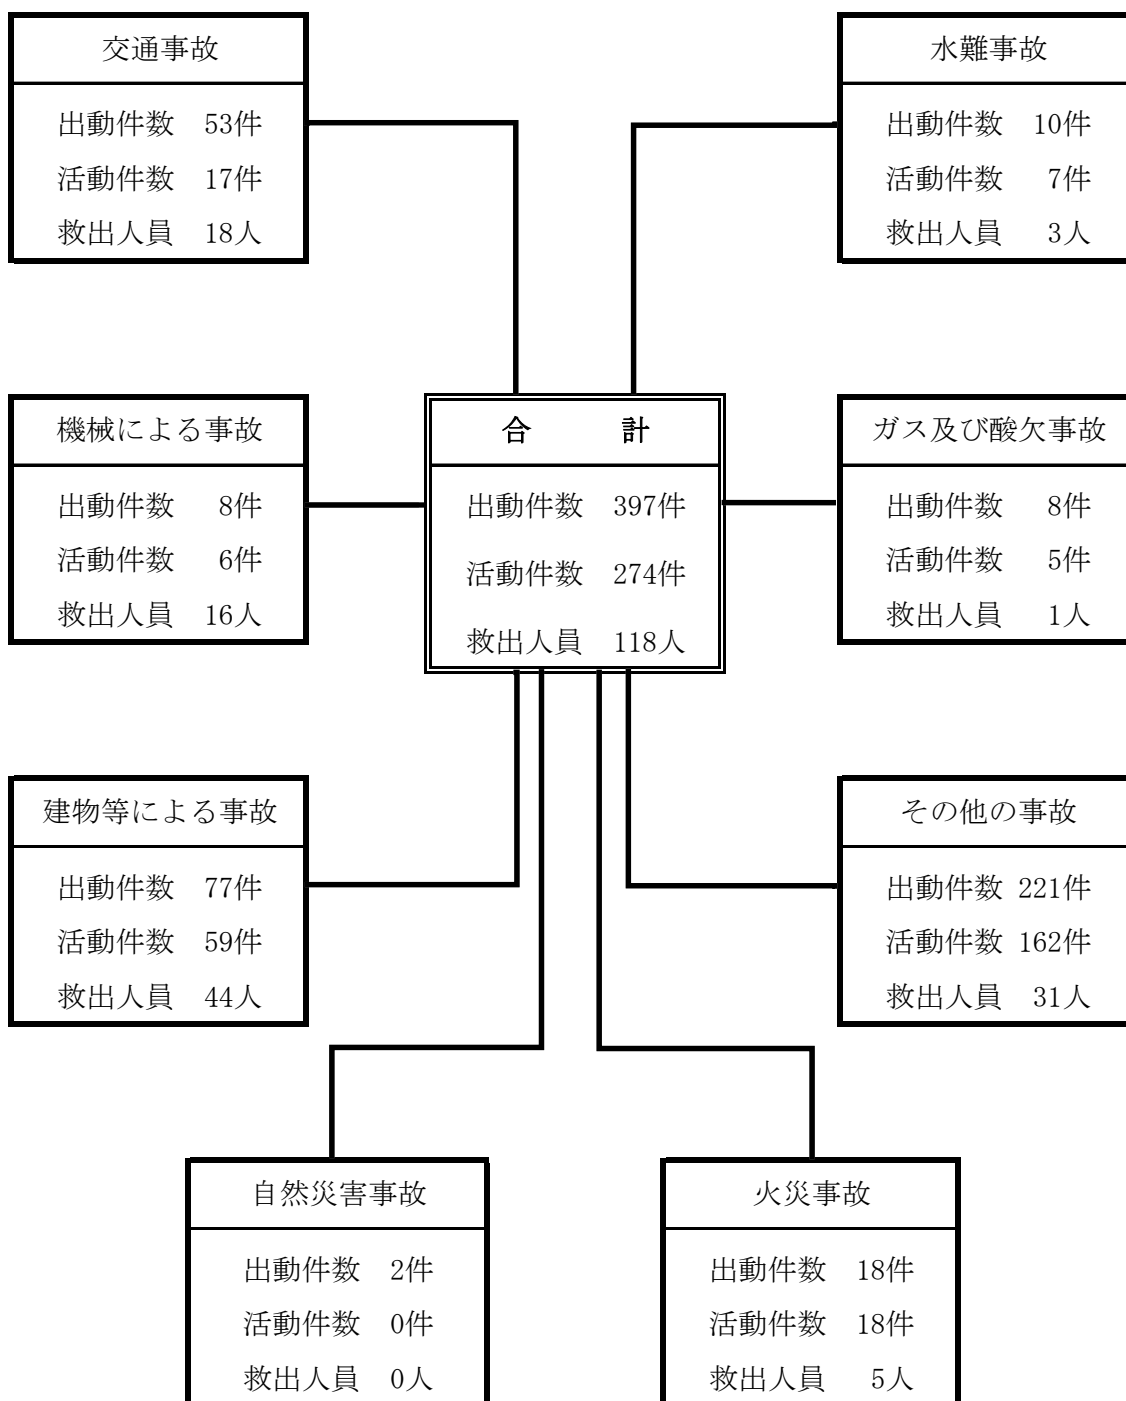 交通事故
出動件数 53件
活動件数 17件
救出人員 18人
水難事故
出動件数 10件
活動件数 7件
救出人員 3人
機械による事故
出動件数 8件
活動件数 6件
救出人員 16人
合 計
出動件数 397件
活動件数 274件
救出人員 118人
ガス及び酸欠事故
出動件数 8件
活動件数 5件
救出人員 1人
建物等による事故
出動件数 77件
活動件数 59件
救出人員 44人
その他の事故
出動件数 221件
活動件数 162件
救出人員 31人
自然災害事故
出動件数 2件
活動件数 0件
救出人員 0人
火災事故
出動件数 18件
活動件数 18件
救出人員 5人